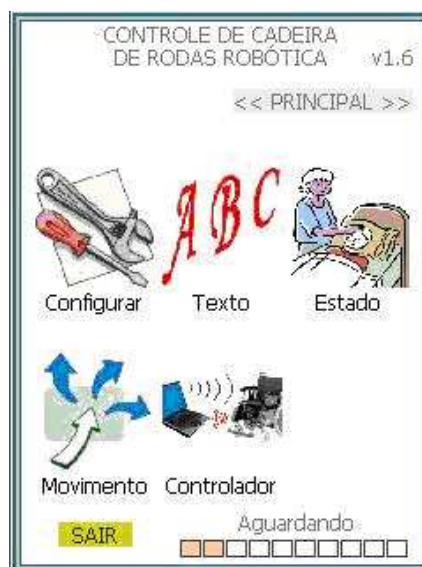 CONTROLE DE CADEIRA
DE RODAS ROBÓTICA v1.6
<< PRINCIPAL >>
ABC
Configurar Texto Estado
Movimento Controlador
SAIR Aguardando